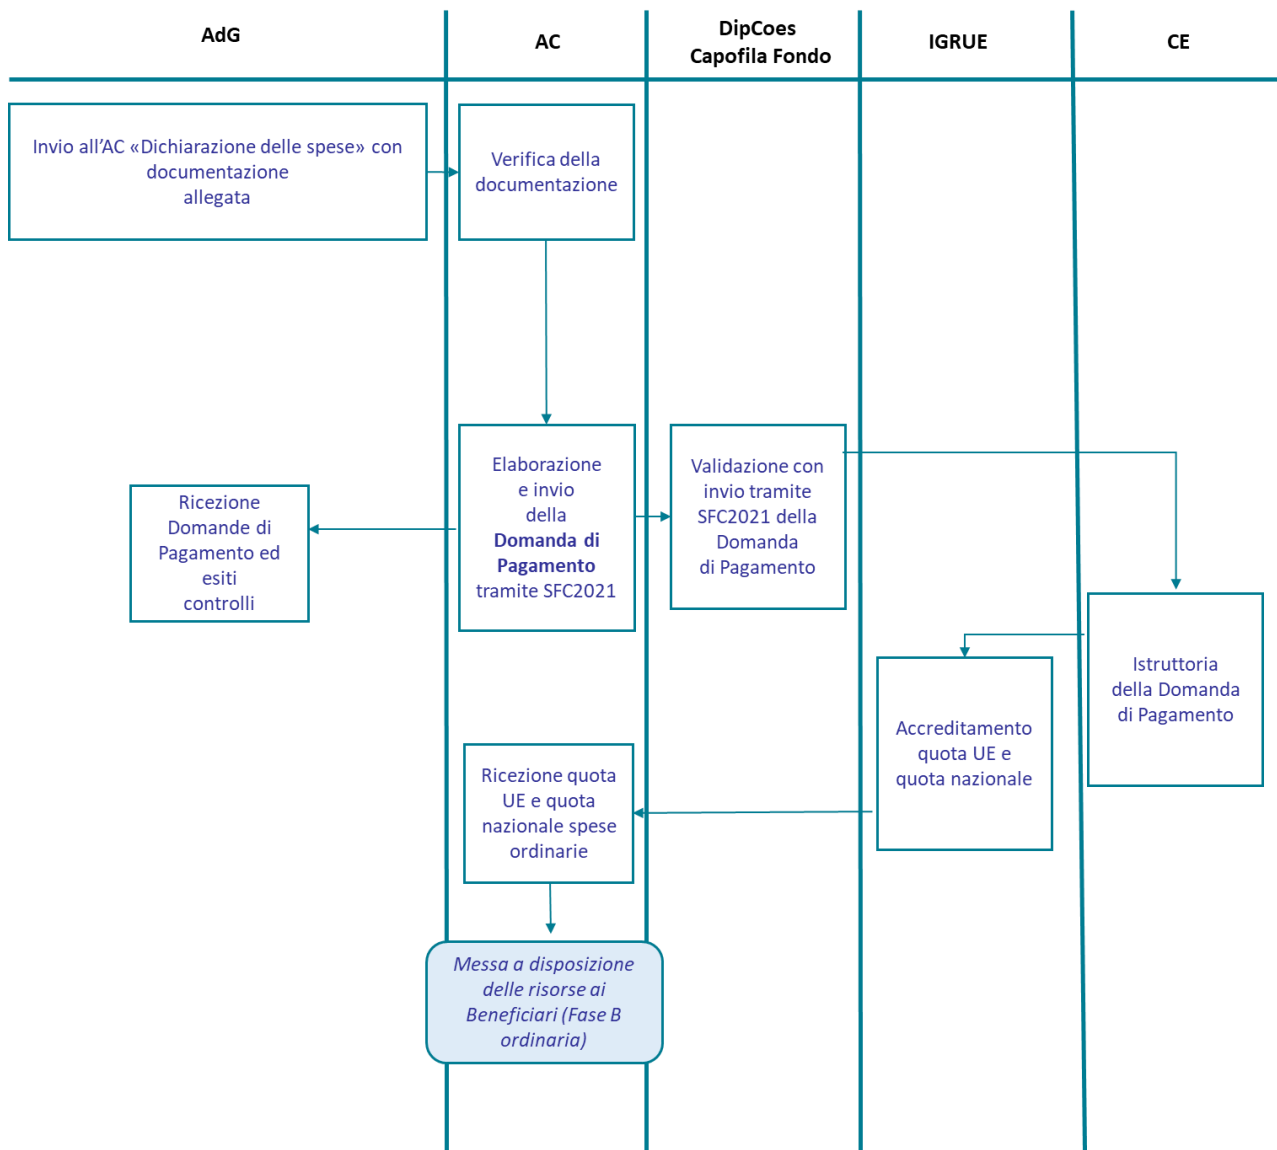 AdG
AC
DipCoes
Capofila Fondo
IGRUE
CE
Invio all’AC «Dichiarazione delle spese» con
documentazione
allegata
Verifica della
documentazione
Elaborazione
e invio
della
Domanda di
Pagamento
tramite SFC2021
Validazione con
invio tramite
SFC2021 della
Domanda
di Pagamento
Ricezione
Domande di
Pagamento ed
esiti
controlli
Istruttoria
della Domanda
di Pagamento
Accreditamento
quota UE e
quota nazionale
Ricezione quota
UE e quota
nazionale spese
ordinarie
Messa a disposizione
delle risorse ai
Beneficiari (Fase B
ordinaria)